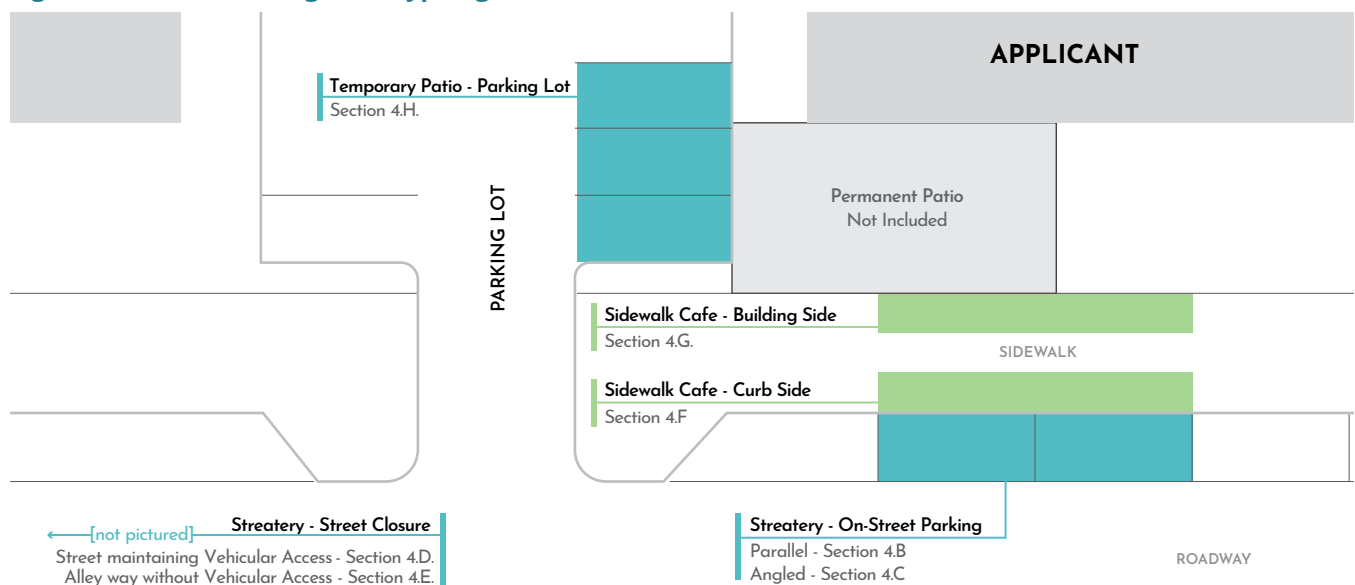 APPLICANT
Temporary Patio - Parking Lot
Section 4.H.
PARKING LOT
Permanent Patio
Not Included
Sidewalk Cafe - Building Side
Section 4.G.
SIDEWALK
Sidewalk Cafe - Curb Side
Section 4.F
Streatery - Street Closure
[not pictured]
Street maintaining Vehicular Access - Section 4.D.
Alley way without Vehicular Access - Section 4.E.
Streatery - On-Street Parking
Parallel - Section 4.B
Angled - Section 4.C
ROADWAY